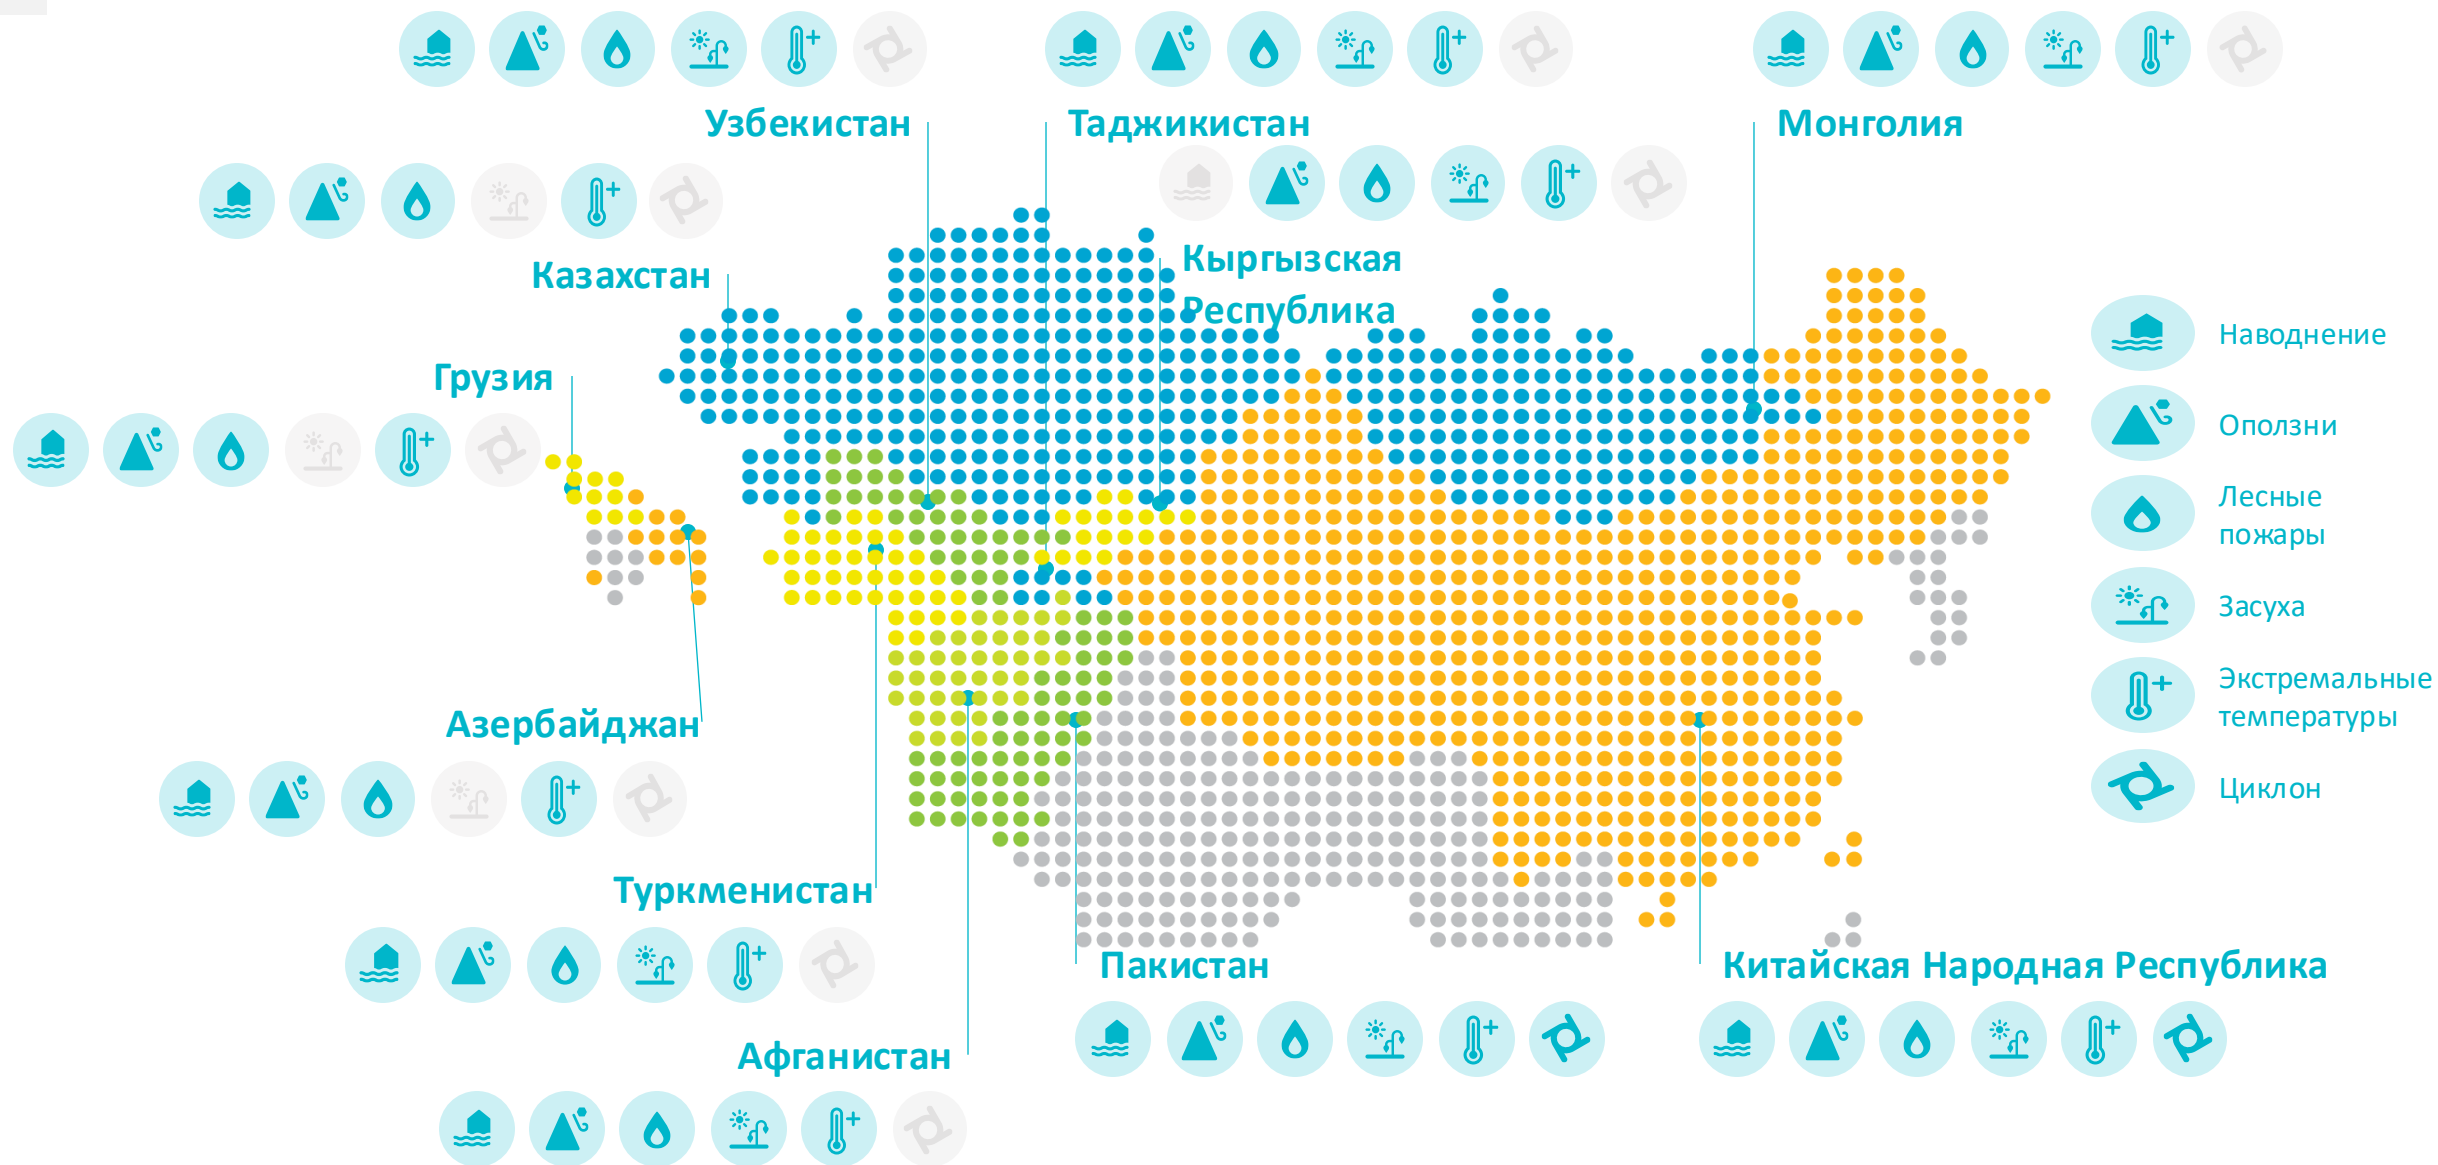 Узбекистан
Таджикистан
Монголия
Казахстан
Кыргызская
Республика
Грузия
Азербайджан
Туркменистан
Афганистан
Пакистан
Китайская Народная Республика
Наводнение
Оползни
Лесные
пожары
Засуха
Экстремальные
температуры
Циклон